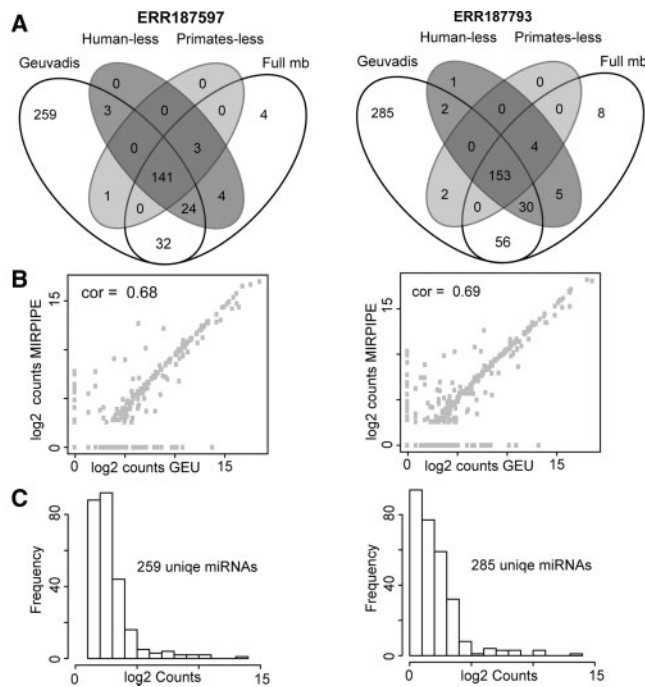 A
ERR187597
Human-less Primates-less
Geuvadis Full mb
0 0
259 3 0 0 4
0 3
141
1 0 24 4
32
ERR187793
Human-less Primates-less
Geuvadis Full mb
1 0
285 2 0 0 8
0 4
153
2 0 30 5
56
B
cor = 0.68
log2 counts MIRPIPE
15
0
0 15
log2 counts GEU
cor = 0.69
log2 counts MIRPIPE
15
0
0 15
log2 counts GEU
C
Frequency
80
40
0
259 uniqe miRNAs
0 15
log2 Counts
Frequency
80
40
0
285 uniqe miRNAs
0 15
log2 Counts